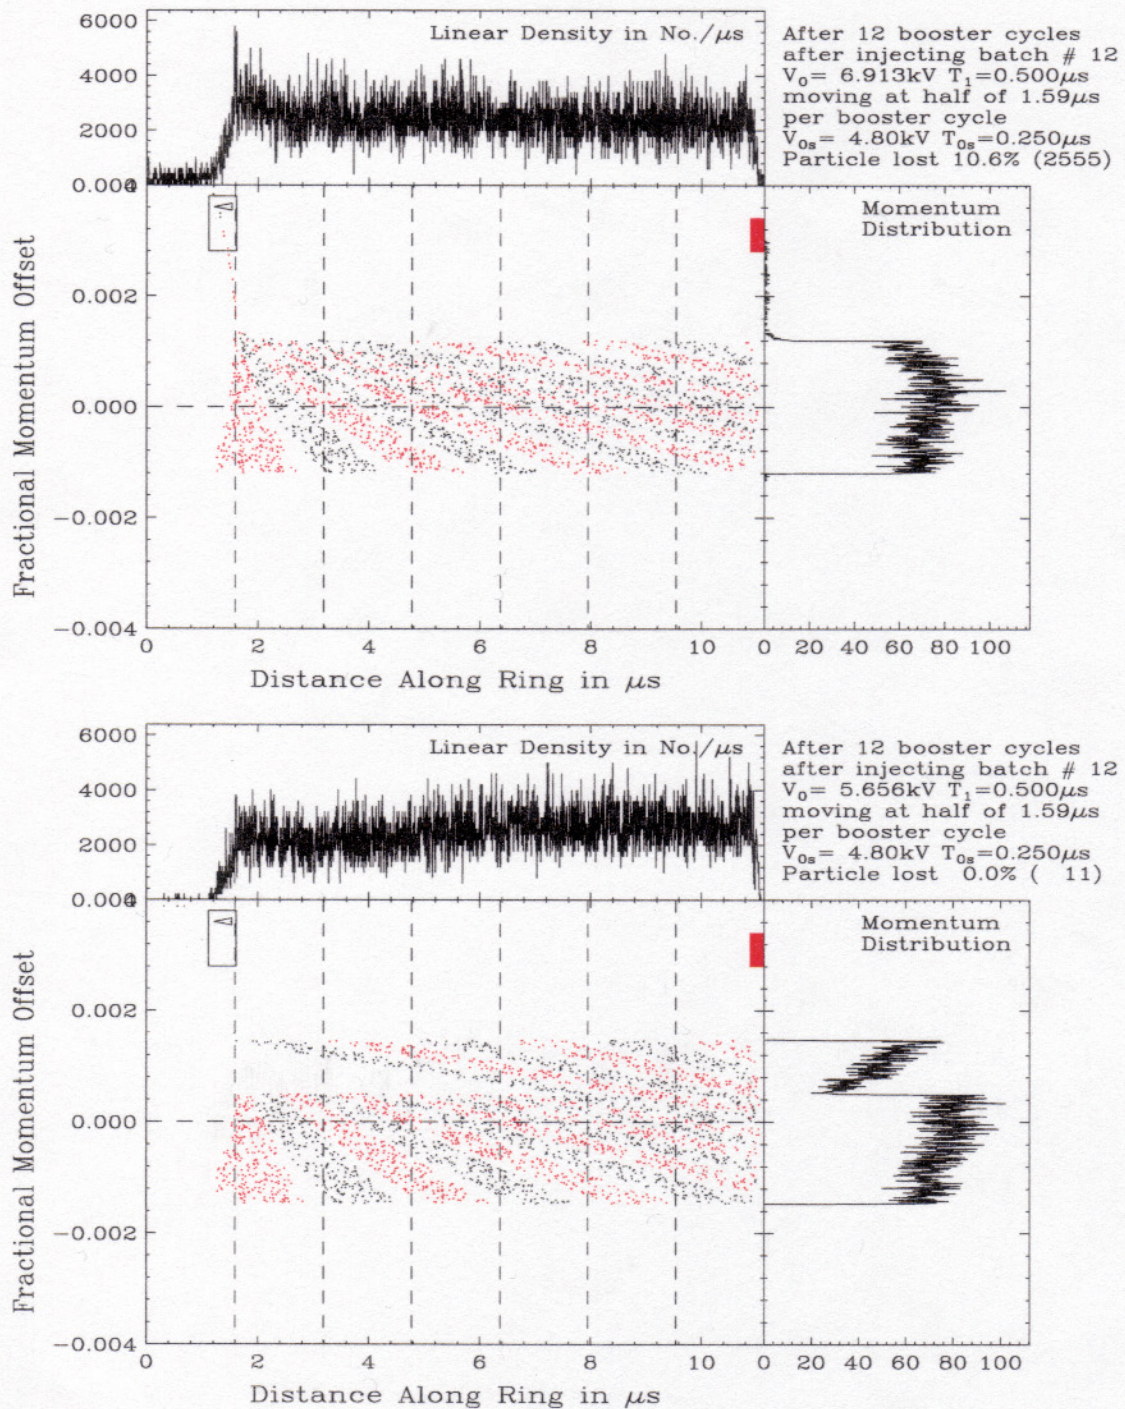 6000
4000
2000
0.004
0
Linear Density in No./μs
After 12 booster cycles
after injecting batch # 12
V0= 6.913kV T1=0.500μs
moving at half of 1.59μs
per booster cycle
V0s= 4.80kV T0s=0.250μs
Particle lost 10.6% (2555)
Momentum
Distribution
Fractional Momentum Offset
0.002
0.000
−0.002
−0.004
0 2 4 6 8 10 0 20 40 60 80 100
Distance Along Ring in μs
6000
4000
2000
0.004
0
Linear Density in No./μs
After 12 booster cycles
after injecting batch # 12
V0= 5.656kV T1=0.500μs
moving at half of 1.59μs
per booster cycle
V0s= 4.80kV T0s=0.250μs
Particle lost 0.0% ( 11)
Momentum
Distribution
Fractional Momentum Offset
0.002
0.000
−0.002
−0.004
0 2 4 6 8 10 0 20 40 60 80 100
Distance Along Ring in μs